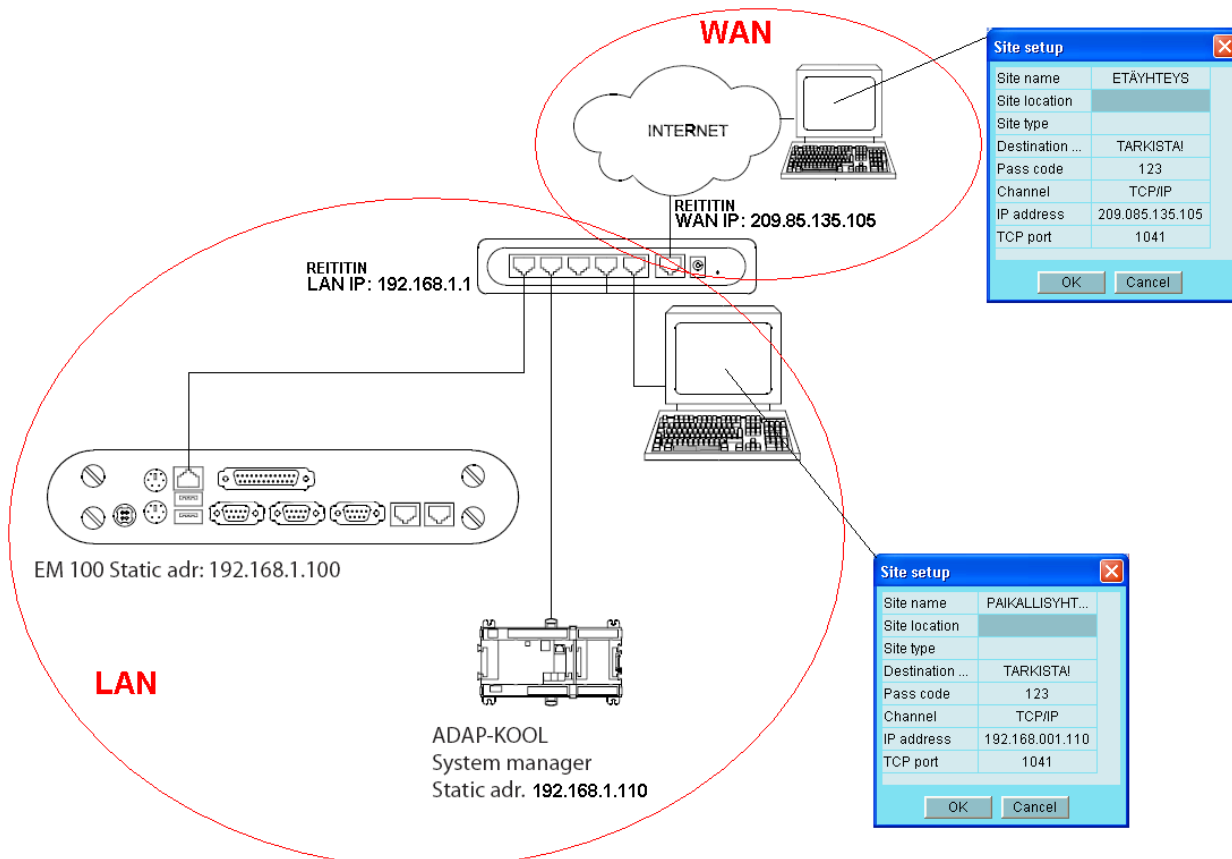 WAN
INTERNET
REITITIN
WAN IP: 209.85.135.105
REITITIN
LAN IP: 192.168.1.1
Site setup
Site name ETÄYHTEYS
Site location
Site type
Destination ... TARKISTA!
Pass code 123
Channel TCP/IP
IP address 209.085.135.105
TCP port 1041
OK Cancel
EM 100 Static adr: 192.168.1.100
LAN
ADAP-KOOL
System manager
Static adr. 192.168.1.110
Site setup
Site name PAIKALLISYHT...
Site location
Site type
Destination ... TARKISTA!
Pass code 123
Channel TCP/IP
IP address 192.168.001.110
TCP port 1041
OK Cancel